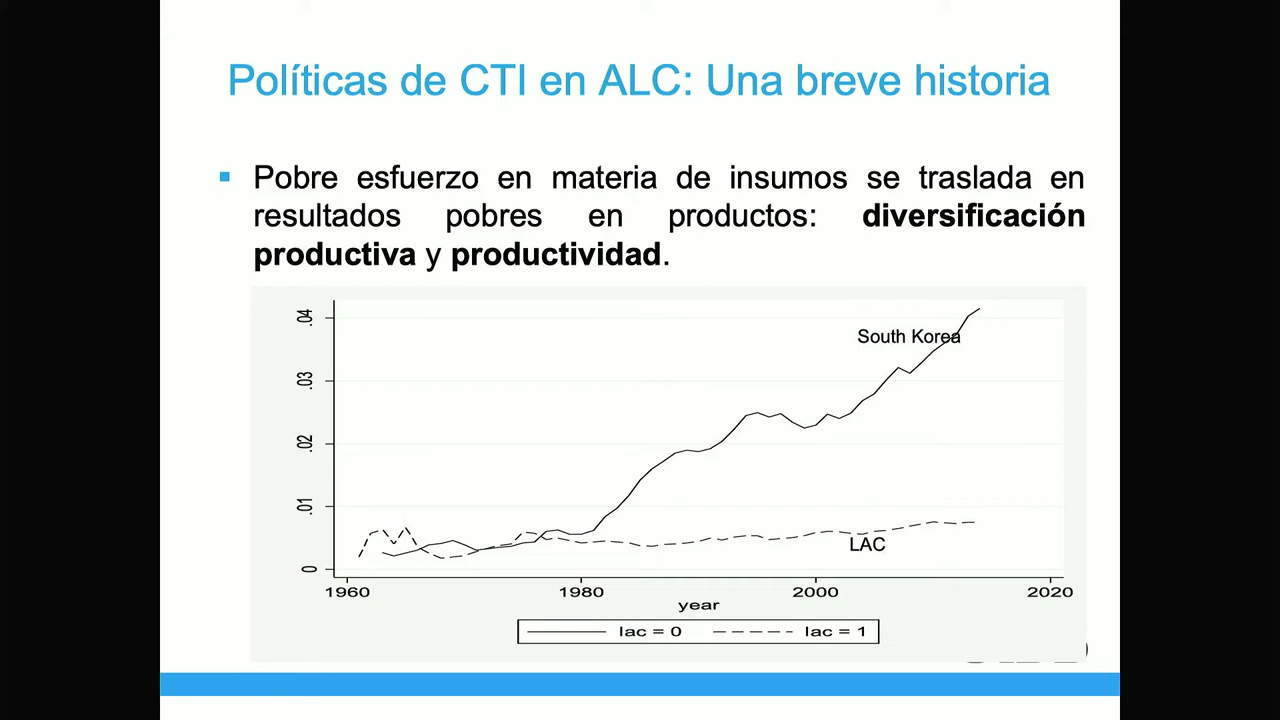 Políticas de CTI en ALC: Una breve historia
Pobre esfuerzo en materia de insumos se traslada en
resultados pobres en productos: diversificación
productiva y productividad.
.04
South Korea
.03
.02
.01
LAC
0
1960 1980 2000 2020
year
lac = 0 lac = 1